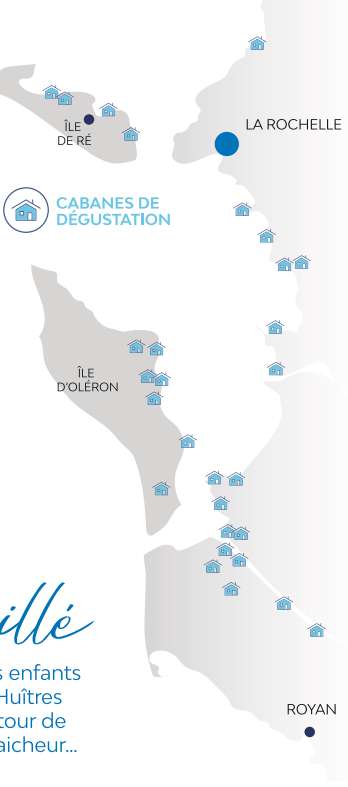 LA ROCHELLE
ÎLE
DE RÉ
CABANES DE
DÉGUSTATION
ÎLE
D'OLÉRON
illé
s enfants
Huîtres
tour de
aicheur...
ROYAN